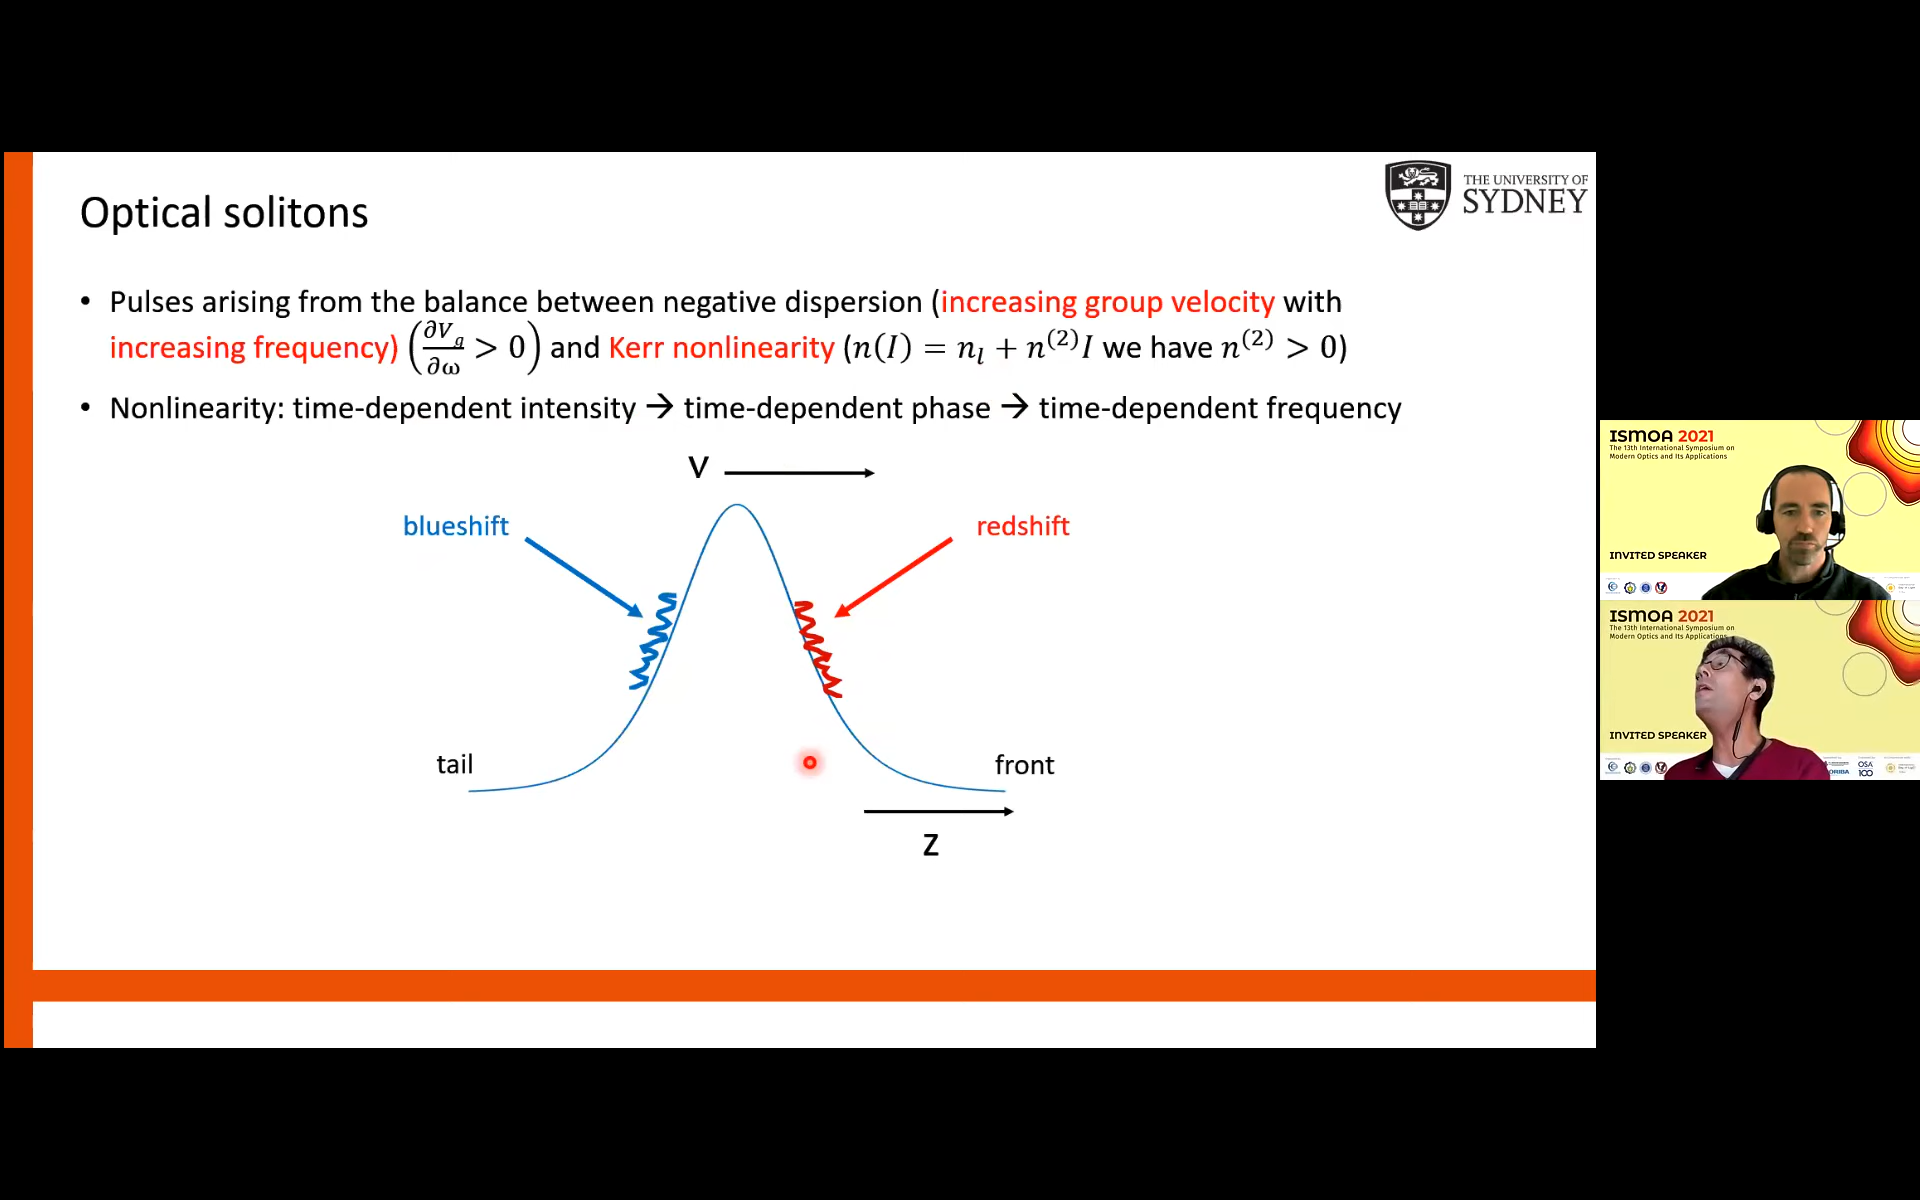 THE UNIVERSITY OF
SYDNEY
Optical solitons
• Pulses arising from the balance between negative dispersion (increasing group velocity with
increasing frequency) (∂V_g/∂ω > 0) and Kerr nonlinearity (n(I) = n_l + n^(2)I we have n^(2) > 0)
• Nonlinearity: time-dependent intensity → time-dependent phase → time-dependent frequency
V
blueshift
redshift
tail
front
Z
ISMOA 2021
The 13th International Symposium on
Modern Optics and Its Applications
INVITED SPEAKER
ISMOA 2021
The 13th International Symposium on
Modern Optics and Its Applications
INVITED SPEAKER
OSA
100